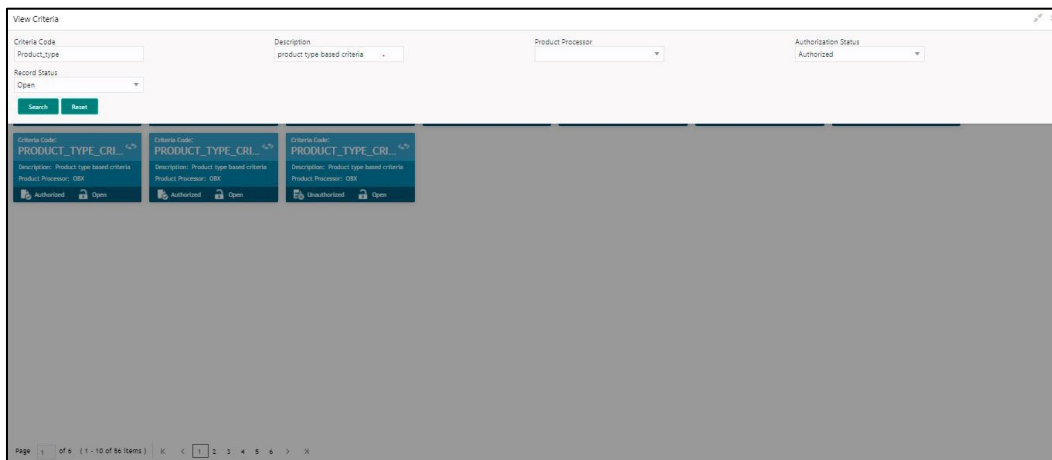 View Criteria
Criteria Code Description Product Processor Authorization Status
Product_type product type based criteria Authorized
Record Status
Open
Search Reset
Criteria Code: Criteria Code: Criteria Code:
PRODUCT_TYPE_CRI... PRODUCT_TYPE_CRI... PRODUCT_TYPE_CRI...
Description: Product type based criteria Description: Product type based criteria Description: Product type based criteria
Product Processor: OBX Product Processor: OBX Product Processor: OBX
Authorized Open Authorized Open Unauthorized Open
Page 1 of 6 ( 1 - 10 of 56 items ) K < 1 2 3 4 5 6 >